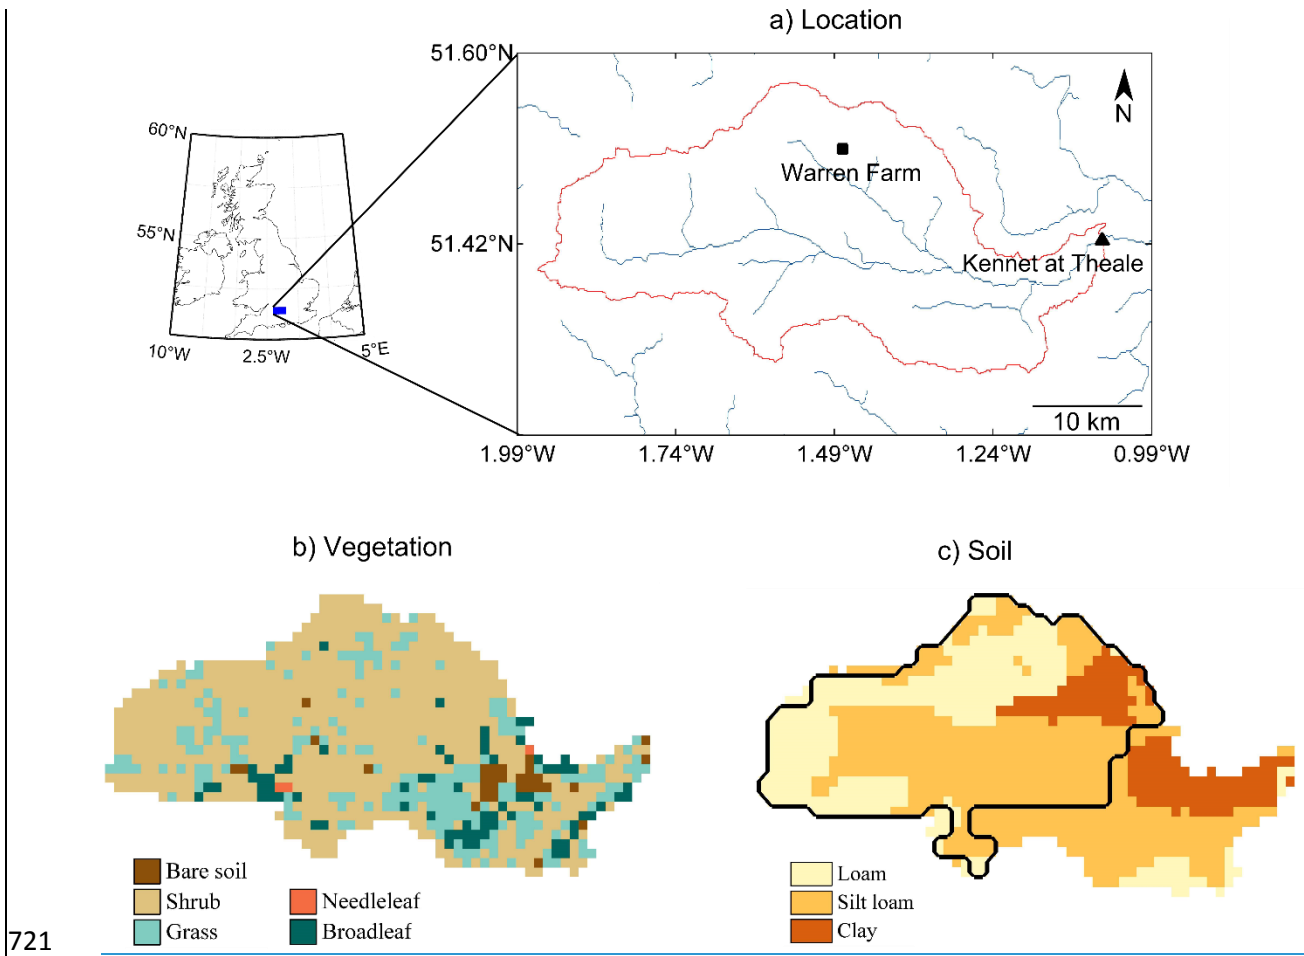 a) Location
51.60°N
N
60°N
Warren Farm
55°N
51.42°N
Kennet at Theale
10°W
2.5°W
5°E
10 km
1.99°W
1.74°W
1.49°W
1.24°W
0.99°W
b) Vegetation
c) Soil
Bare soil
Shrub
Needleleaf
Grass
Broadleaf
Loam
Silt loam
Clay
721